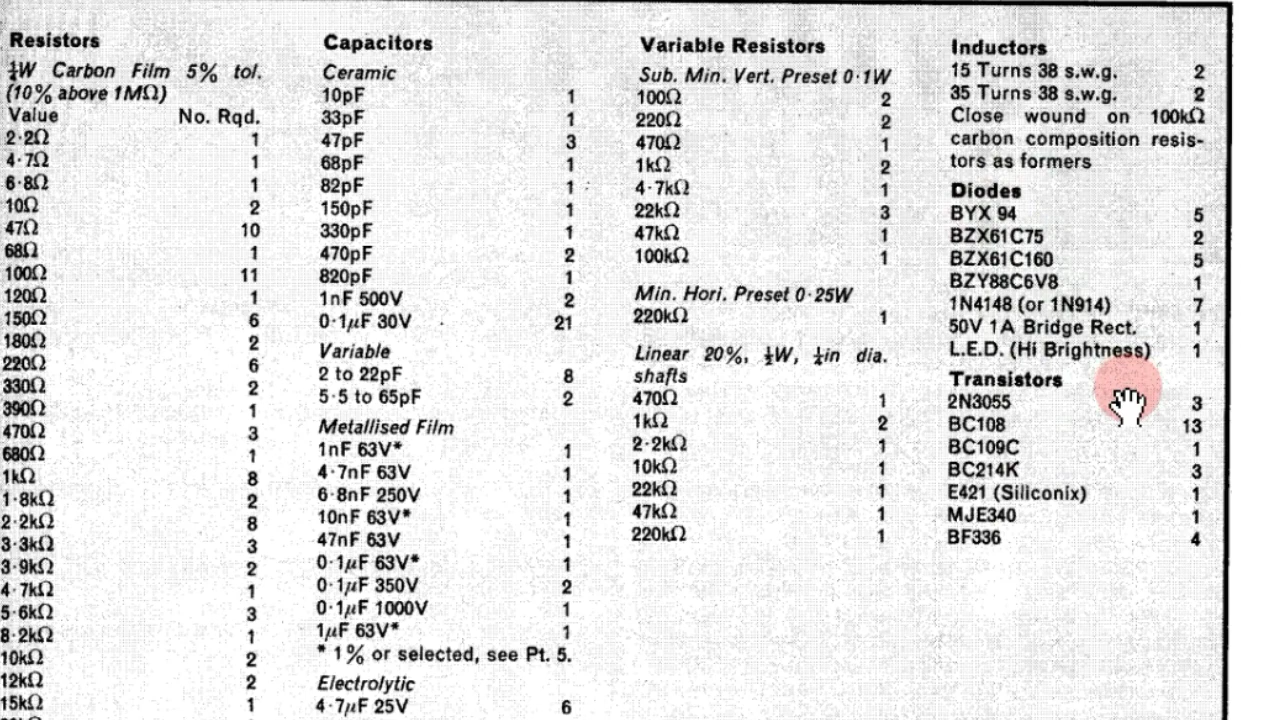 Resistors
½W Carbon Film 5% tol.
(10% above 1MΩ)
Value No. Rqd.
2·2Ω 1
4·7Ω 1
6·8Ω 1
10Ω 2
47Ω 10
68Ω 1
100Ω 11
120Ω 1
150Ω 6
180Ω 2
220Ω 6
330Ω 2
390Ω 1
470Ω 3
680Ω 1
1kΩ 8
1·8kΩ 2
2·2kΩ 8
3·3kΩ 3
3·9kΩ 2
4·7kΩ 1
5·6kΩ 3
8·2kΩ 1
10kΩ 2
12kΩ 2
15kΩ 1
Capacitors
Ceramic
10pF 1
33pF 1
47pF 3
68pF 1
82pF 1
150pF 1
330pF 1
470pF 2
820pF 1
1nF 500V 2
0·1µF 30V 21
Variable
2 to 22pF 8
5·5 to 65pF 2
Metallised Film
1nF 63V* 1
4·7nF 63V 1
6·8nF 250V 1
10nF 63V* 1
47nF 63V 1
0·1µF 63V* 1
0·1µF 350V 2
0·1µF 1000V 1
1µF 63V* 1
* 1% or selected, see Pt. 5.
Electrolytic
4·7µF 25V 6
Variable Resistors
Sub. Min. Vert. Preset 0·1W
100Ω 2
220Ω 2
470Ω 1
1kΩ 2
4·7kΩ 1
22kΩ 3
47kΩ 1
100kΩ 1
Min. Hori. Preset 0·25W
220kΩ 1
Linear 20%, ½W, ¼in dia.
shafts
470Ω 1
1kΩ 2
2·2kΩ 1
10kΩ 1
22kΩ 1
47kΩ 1
220kΩ 1
Inductors
15 Turns 38 s.w.g. 2
35 Turns 38 s.w.g. 2
Close wound on 100kΩ
carbon composition resis-
tors as formers
Diodes
BYX 94 5
BZX61C75 2
BZX61C160 5
BZY88C6V8 1
1N4148 (or 1N914) 7
50V 1A Bridge Rect. 1
L.E.D. (Hi Brightness) 1
Transistors
2N3055 3
BC108 13
BC109C 1
BC214K 3
E421 (Siliconix) 1
MJE340 1
BF336 4